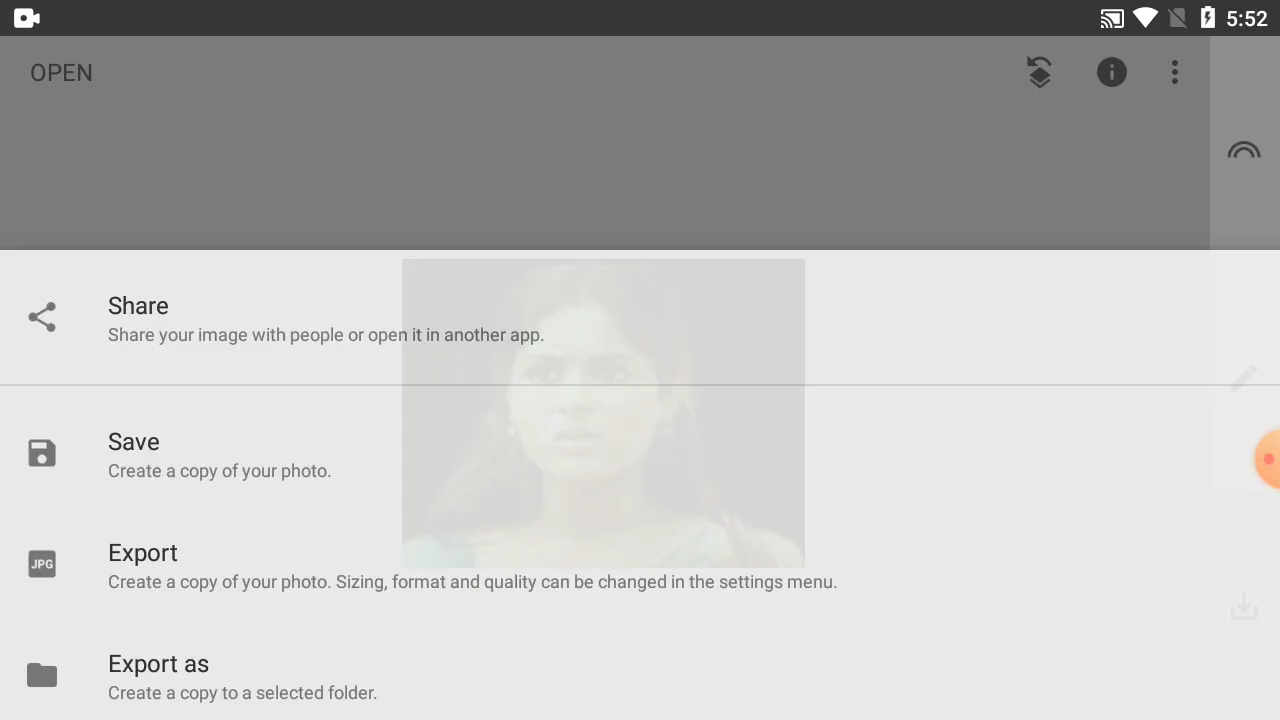 5:52
OPEN
Share
Share your image with people or open it in another app.
Save
Create a copy of your photo.
JPG
Export
Create a copy of your photo. Sizing, format and quality can be changed in the settings menu.
Export as
Create a copy to a selected folder.